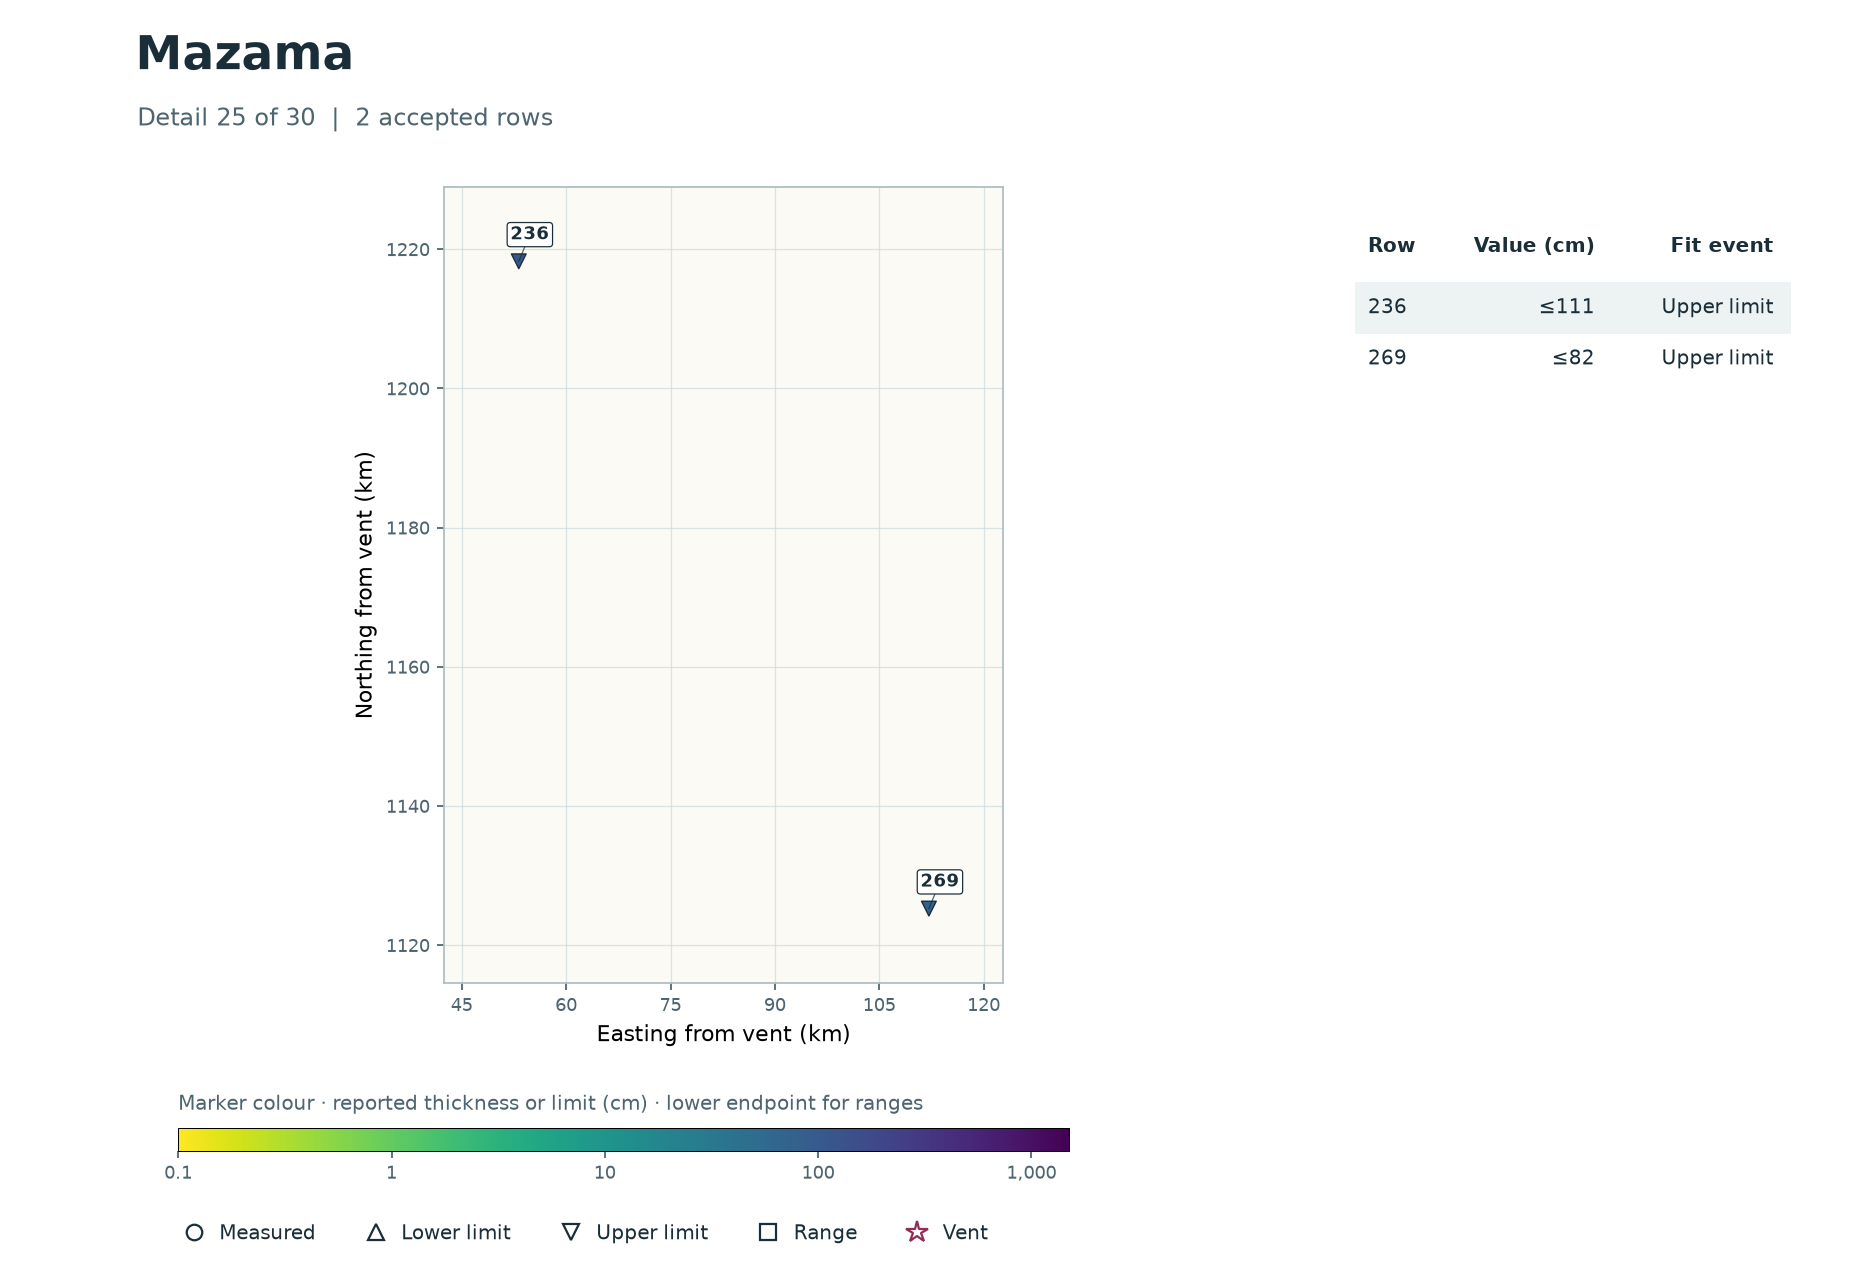 Mazama
Detail 25 of 30 | 2 accepted rows
236
269
1220
1200
1180
1160
1140
1120
Northing from vent (km)
45 60 75 90 105 120
Easting from vent (km)
Row Value (cm) Fit event
236 ≤111 Upper limit
269 ≤82 Upper limit
Marker colour · reported thickness or limit (cm) · lower endpoint for ranges
0.1 1 10 100 1,000
Measured Lower limit Upper limit Range Vent